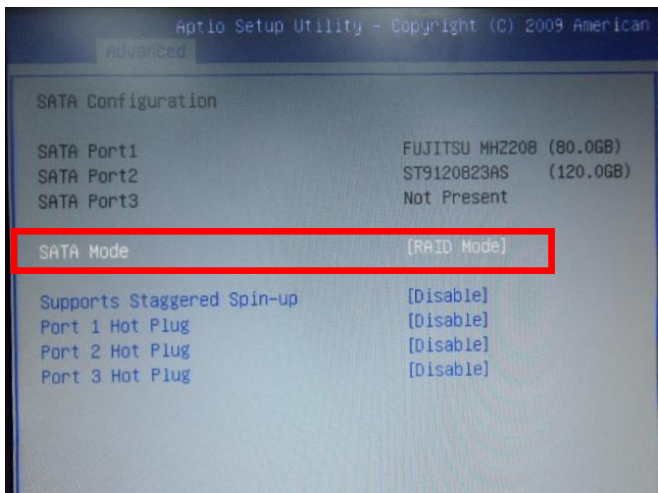 Aptio Setup Utility - Copyright (C) 2009 American
Advanced
SATA Configuration
SATA Port1 FUJITSU MHZ208 (80.0GB)
SATA Port2 ST9120823AS (120.0GB)
SATA Port3 Not Present
SATA Mode [RAID Mode]
Supports Staggered Spin-up [Disable]
Port 1 Hot Plug [Disable]
Port 2 Hot Plug [Disable]
Port 3 Hot Plug [Disable]